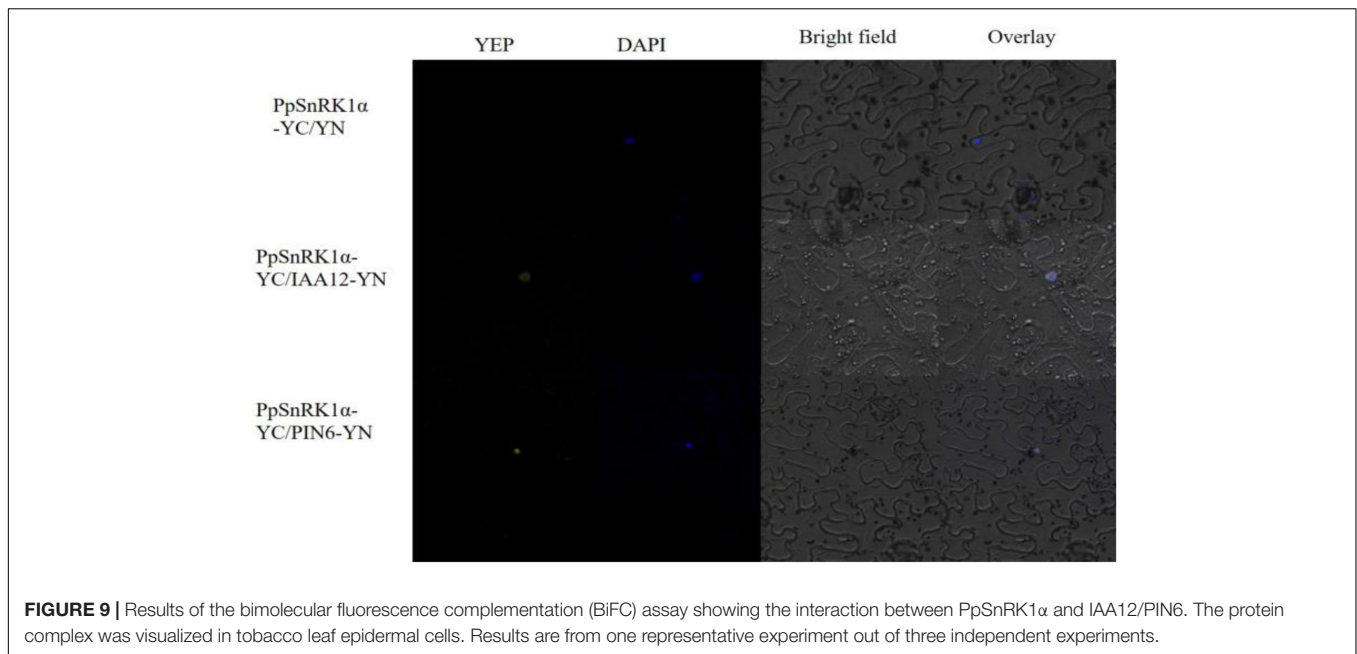 YEP DAPI Bright field Overlay
PpSnRK1α
-YC/YN
PpSnRK1α-
YC/IAA12-YN
PpSnRK1α-
YC/PIN6-YN
FIGURE 9 | Results of the bimolecular fluorescence complementation (BiFC) assay showing the interaction between PpSnRK1α and IAA12/PIN6. The protein
complex was visualized in tobacco leaf epidermal cells. Results are from one representative experiment out of three independent experiments.